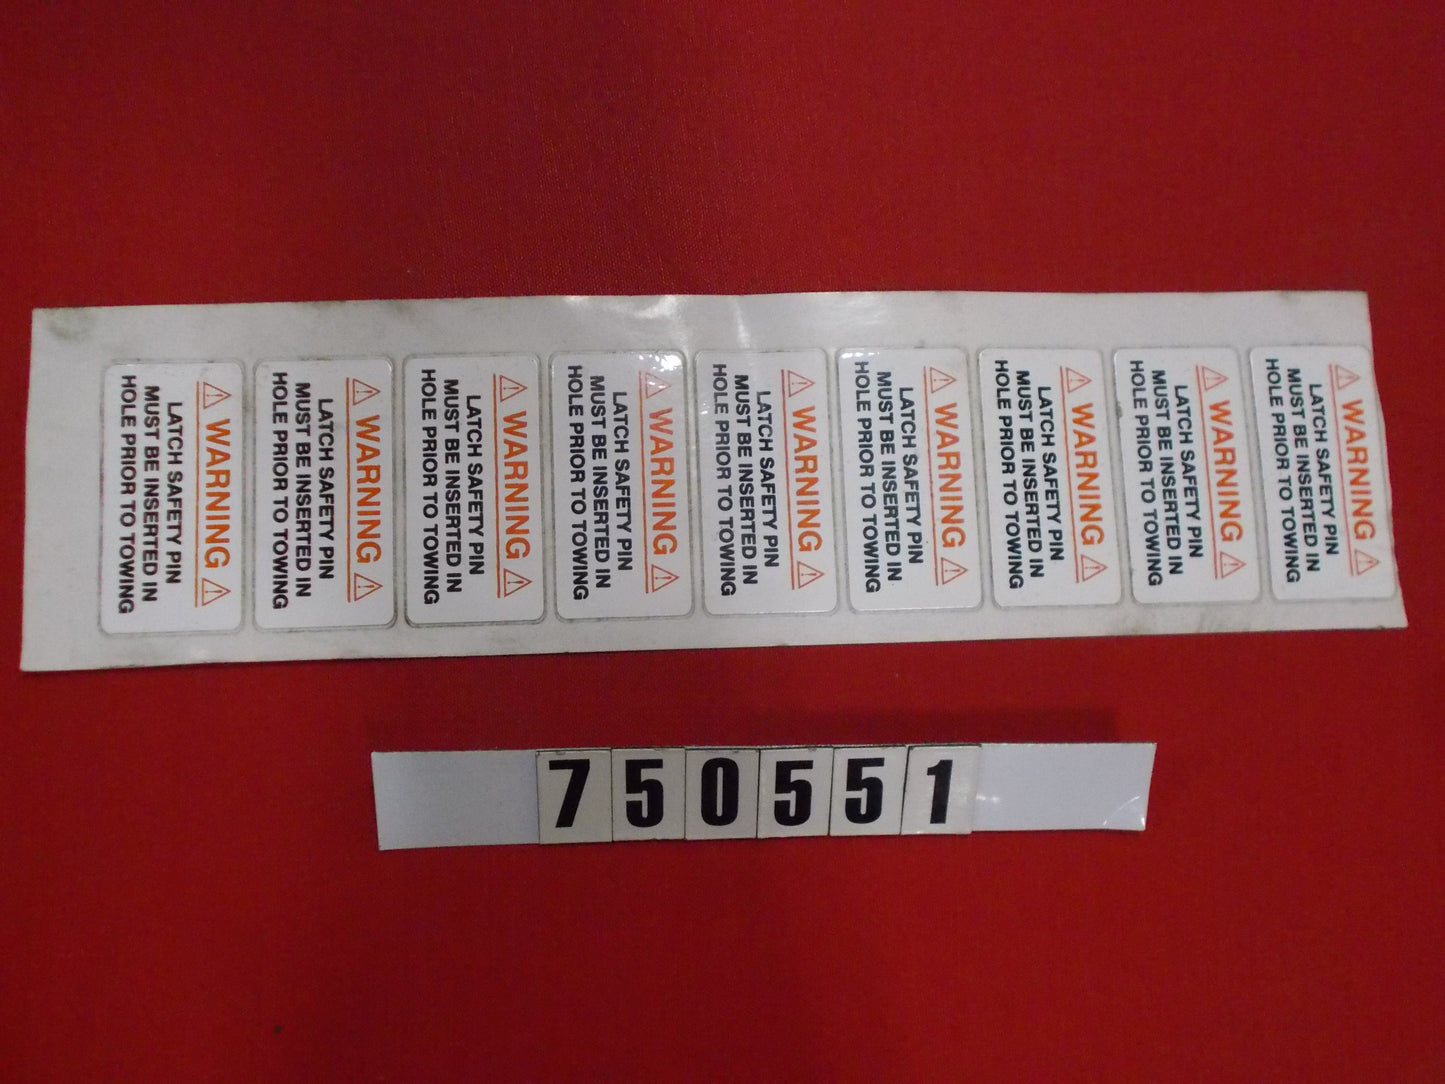 ⚠ WARNING ⚠
LATCH SAFETY PIN
MUST BE INSERTED IN
HOLE PRIOR TO TOWING
⚠ WARNING ⚠
LATCH SAFETY PIN
MUST BE INSERTED IN
HOLE PRIOR TO TOWING
⚠ WARNING ⚠
LATCH SAFETY PIN
MUST BE INSERTED IN
HOLE PRIOR TO TOWING
⚠ WARNING ⚠
LATCH SAFETY PIN
MUST BE INSERTED IN
HOLE PRIOR TO TOWING
⚠ WARNING ⚠
LATCH SAFETY PIN
MUST BE INSERTED IN
HOLE PRIOR TO TOWING
⚠ WARNING ⚠
LATCH SAFETY PIN
MUST BE INSERTED IN
HOLE PRIOR TO TOWING
⚠ WARNING ⚠
LATCH SAFETY PIN
MUST BE INSERTED IN
HOLE PRIOR TO TOWING
⚠ WARNING ⚠
LATCH SAFETY PIN
MUST BE INSERTED IN
HOLE PRIOR TO TOWING
⚠ WARNING ⚠
LATCH SAFETY PIN
MUST BE INSERTED IN
HOLE PRIOR TO TOWING
750551